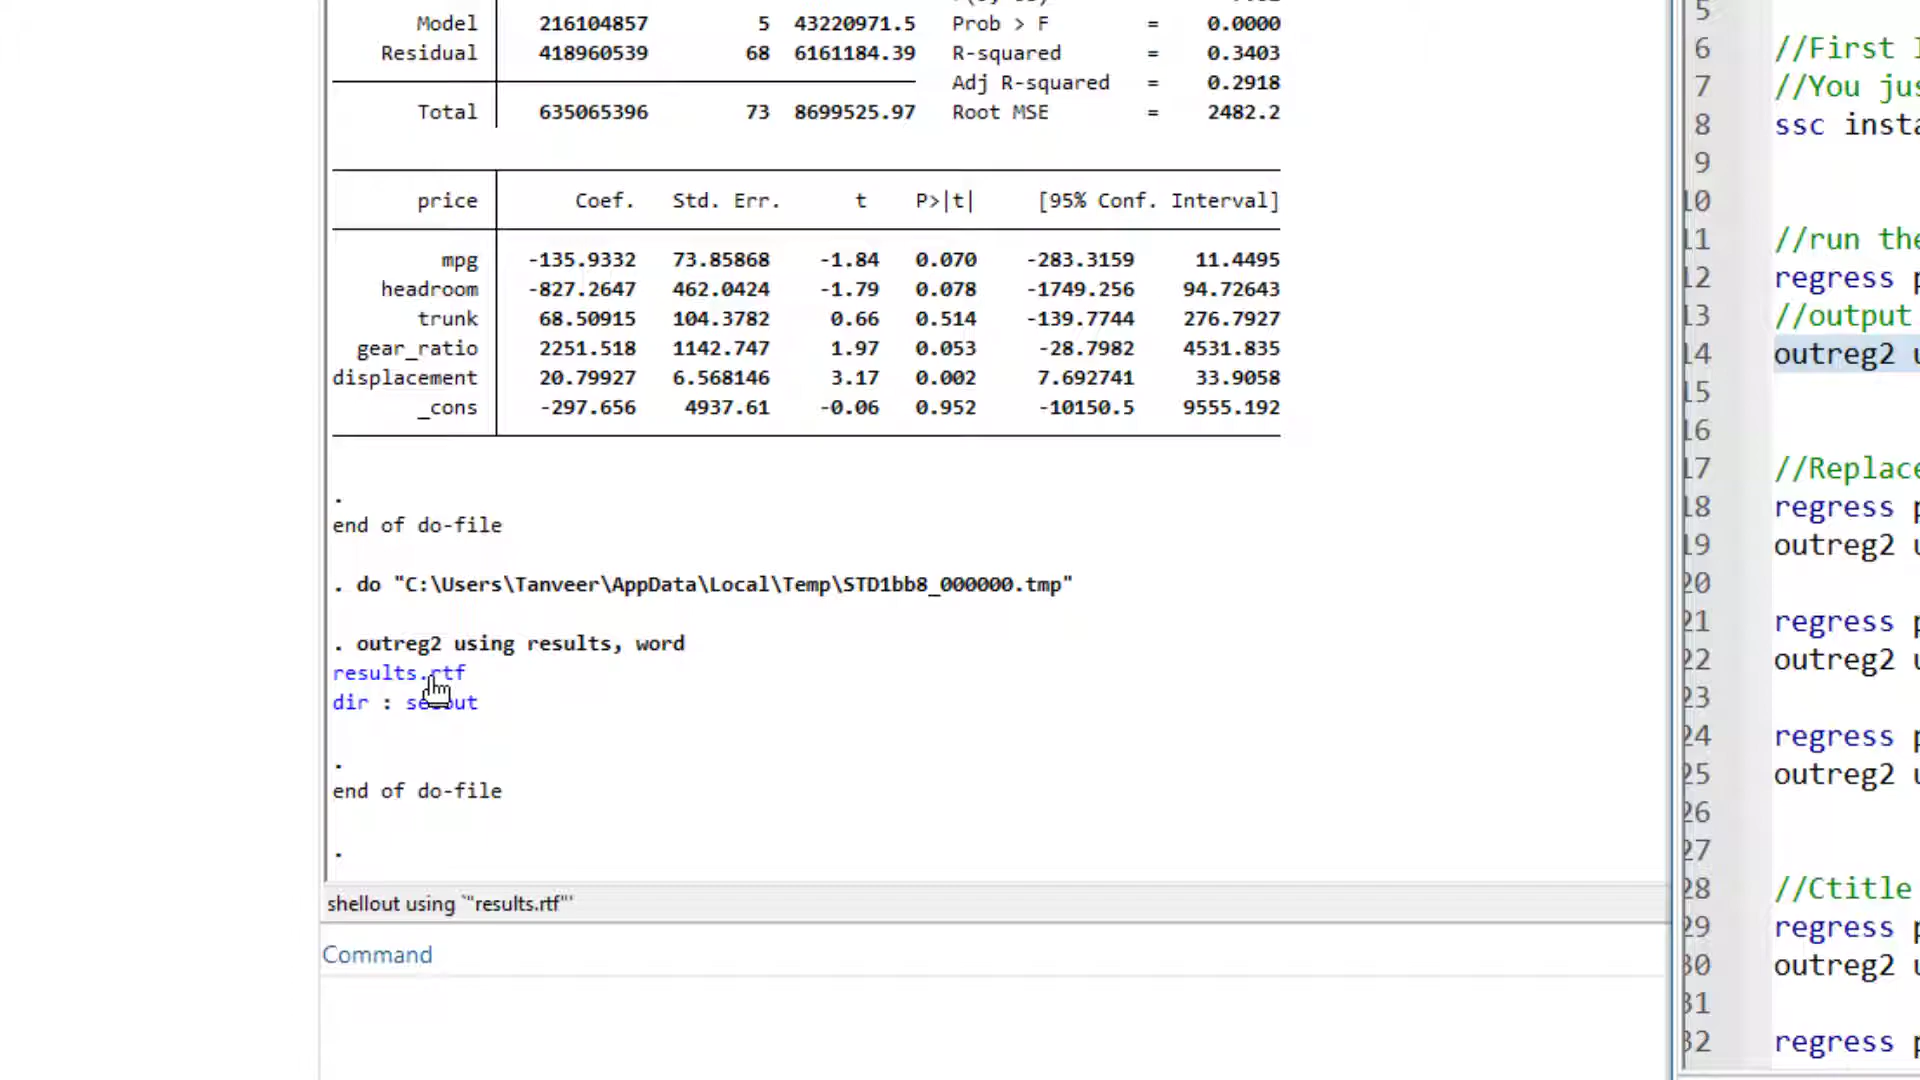 Model 216104857 5 43220971.5 Prob > F = 0.0000
Residual 418960539 68 6161184.39 R-squared = 0.3403
Adj R-squared = 0.2918
Total 635065396 73 8699525.97 Root MSE = 2482.2
price Coef. Std. Err. t P>|t| [95% Conf. Interval]
mpg -135.9332 73.85868 -1.84 0.070 -283.3159 11.4495
headroom -827.2647 462.0424 -1.79 0.078 -1749.256 94.72643
trunk 68.50915 104.3782 0.66 0.514 -139.7744 276.7927
gear_ratio 2251.518 1142.747 1.97 0.053 -28.7982 4531.835
displacement 20.79927 6.568146 3.17 0.002 7.692741 33.9058
_cons -297.656 4937.61 -0.06 0.952 -10150.5 9555.192
.
end of do-file
. do "C:\Users\Tanveer\AppData\Local\Temp\STD1bb8_000000.tmp"
. outreg2 using results, word
results.rtf
dir : seeout
.
end of do-file
.
shellout using `"results.rtf"'
Command
5
6 //First
7 //You jus
8 ssc insta
9
10
11 //run the
12 regress p
13 //output
14 outreg2 u
15
16
17 //Replace
18 regress p
19 outreg2 u
20
21 regress p
22 outreg2 u
23
24 regress p
25 outreg2 u
26
27
28 //Ctitle
29 regress p
30 outreg2 u
31
32 regress p